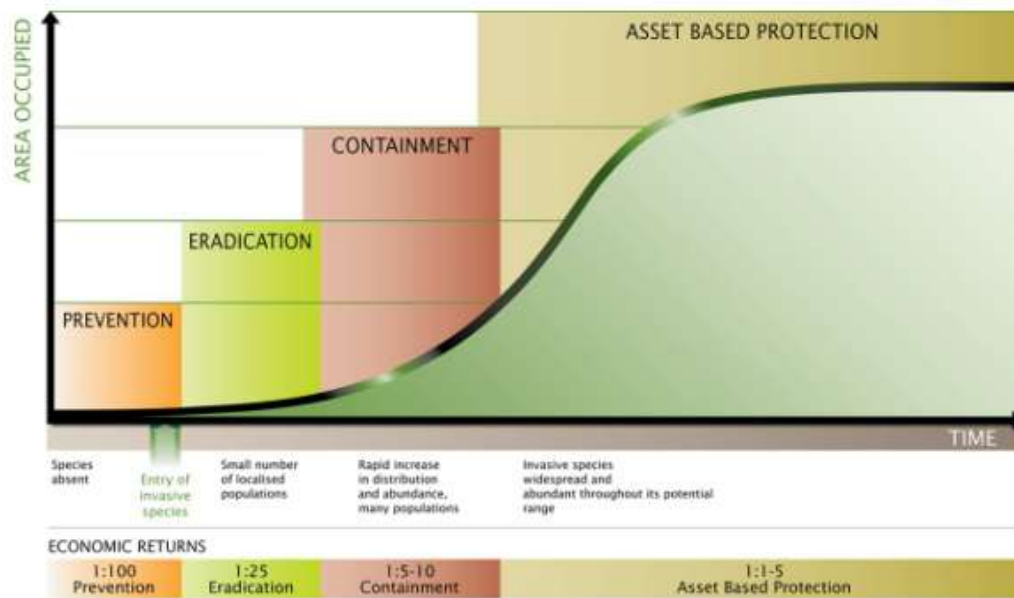 AREA OCCUPIED
ASSET BASED PROTECTION
CONTAINMENT
ERADICATION
PREVENTION
TIME
Species
absent
Entry of
invasive
species
Small number
of localised
populations
Rapid increase
in distribution
and abundance,
many populations
Invasive species
widespread and
abundant throughout its potential
range
ECONOMIC RETURNS
1:100
Prevention
1:25
Eradication
1:5-10
Containment
1:1-5
Asset Based Protection